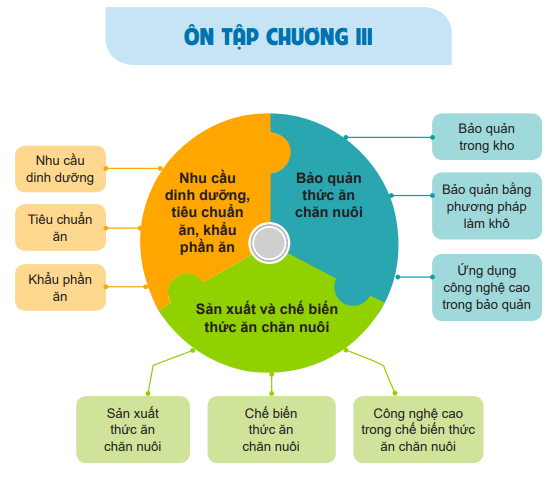 ÔN TẬP CHƯƠNG III
Nhu cầu
dinh dưỡng
Tiêu chuẩn
ăn
Khẩu phần
ăn
Nhu cầu
dinh dưỡng,
tiêu chuẩn
ăn, khẩu
phần ăn
Bảo quản
thức ăn
chăn nuôi
Bảo quản
trong kho
Bảo quản bằng
phương pháp
làm khô
Ứng dụng
công nghệ cao
trong bảo quản
Sản xuất và chế biến
thức ăn chăn nuôi
Sản xuất
thức ăn
chăn nuôi
Chế biến
thức ăn
chăn nuôi
Công nghệ cao
trong chế biến thức
ăn chăn nuôi